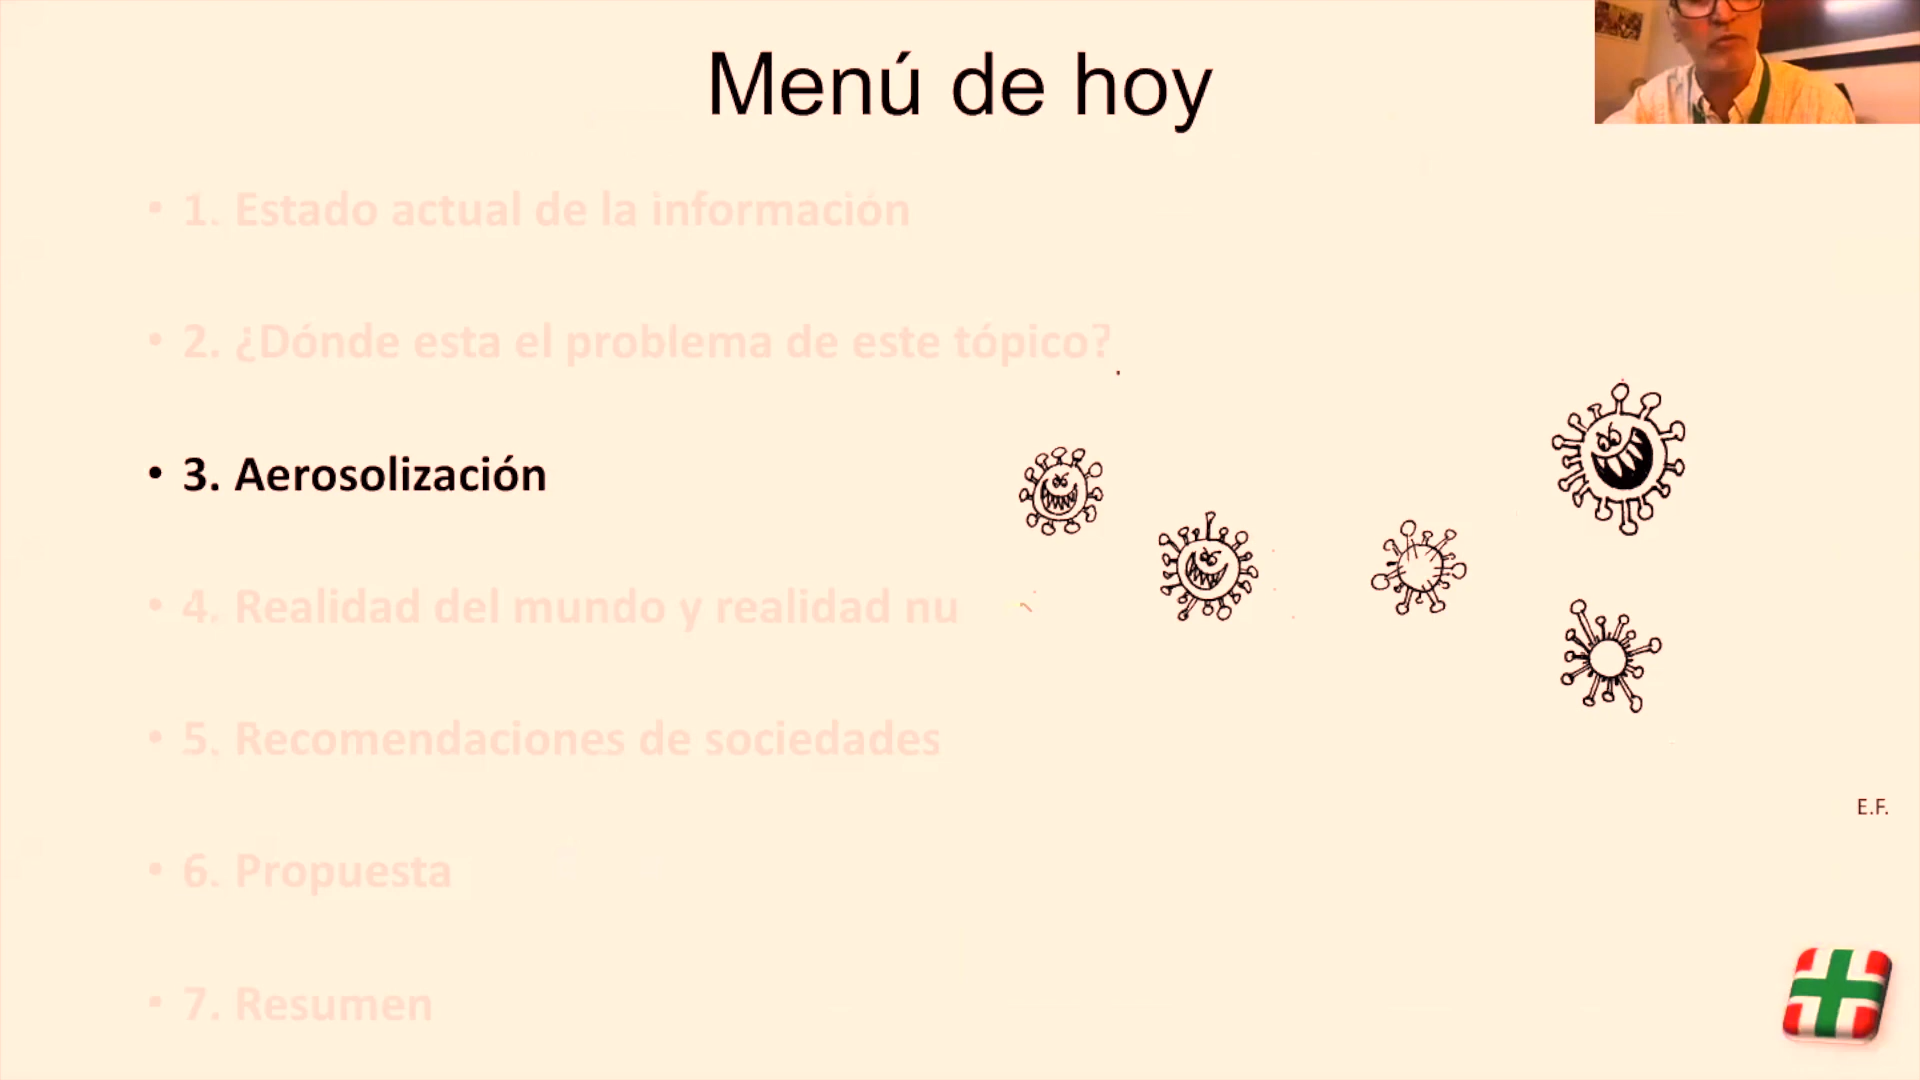 Menú de hoy
• 1. Estado actual de la información
• 2. ¿Dónde esta el problema de este tópico?
• 3. Aerosolización
• 4. Realidad del mundo y realidad nu
• 5. Recomendaciones de sociedades
E.F.
• 6. Propuesta
• 7. Resumen